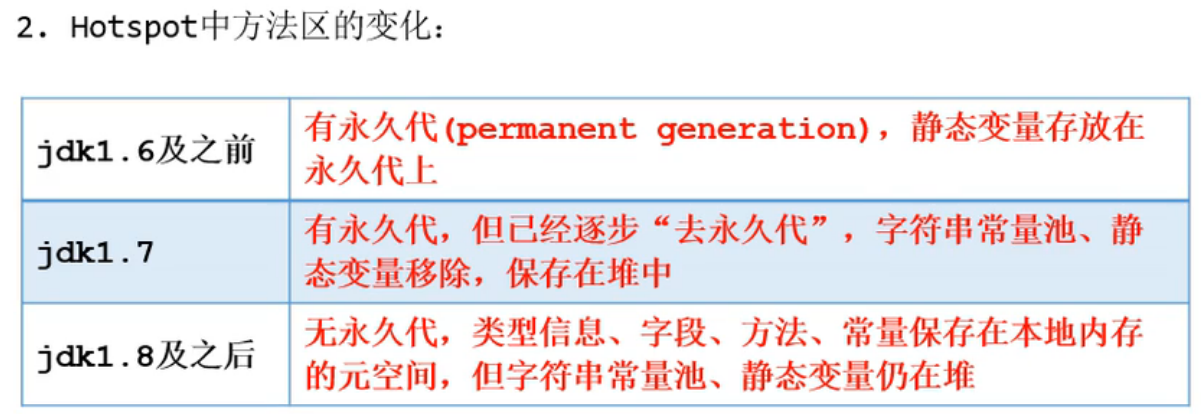 2. Hotspot中方法区的变化：
jdk1.6及之前
有永久代(permanent generation)，静态变量存放在
永久代上
jdk1.7
有永久代，但已经逐步“去永久代”，字符串常量池、静
态变量移除，保存在堆中
jdk1.8及之后
无永久代，类型信息、字段、方法、常量保存在本地内存
的元空间，但字符串常量池、静态变量仍在堆